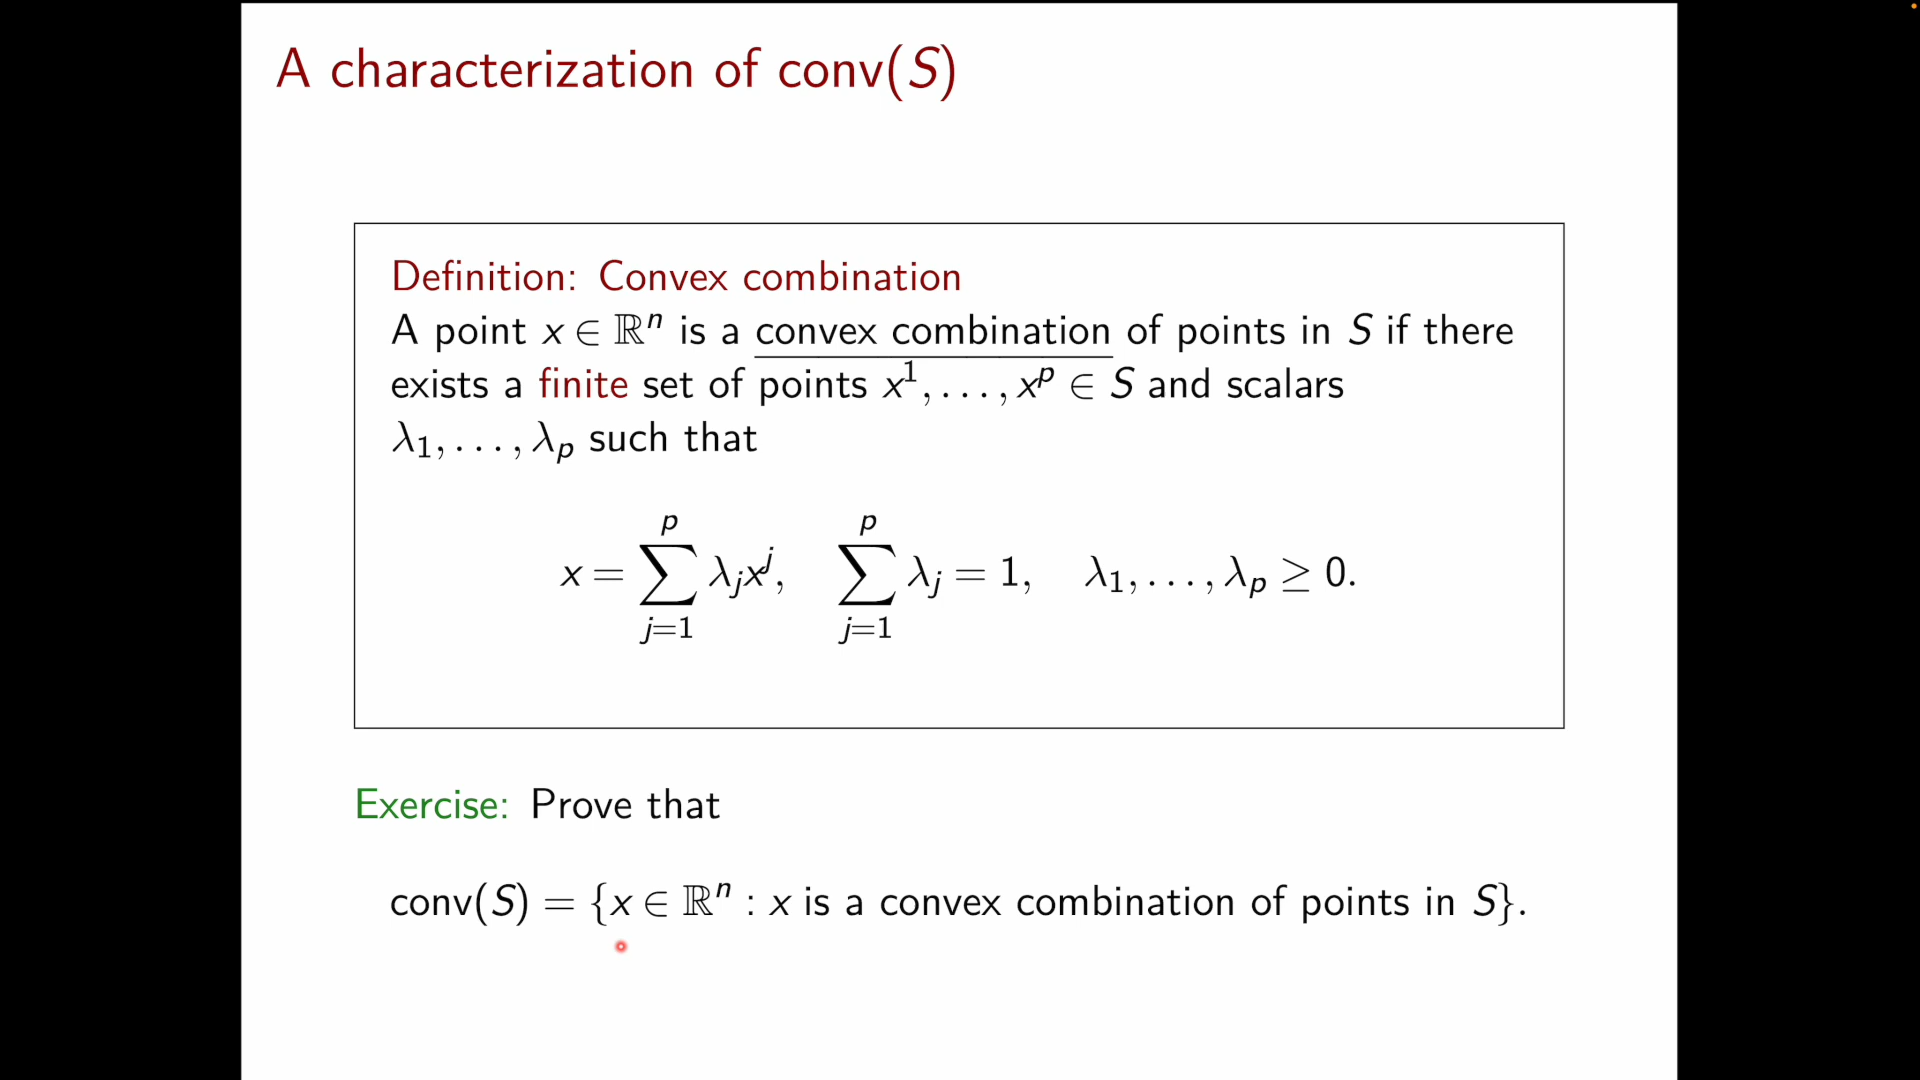 A characterization of conv(S)
Definition: Convex combination
A point x ∈ ℝⁿ is a convex combination of points in S if there
exists a finite set of points x¹, . . . , xᵖ ∈ S and scalars
λ₁, . . . , λₚ such that
x = ∑_{j=1}^{p} λⱼxʲ, ∑_{j=1}^{p} λⱼ = 1, λ₁, . . . , λₚ ≥ 0.
Exercise: Prove that
conv(S) = {x ∈ ℝⁿ : x is a convex combination of points in S}.